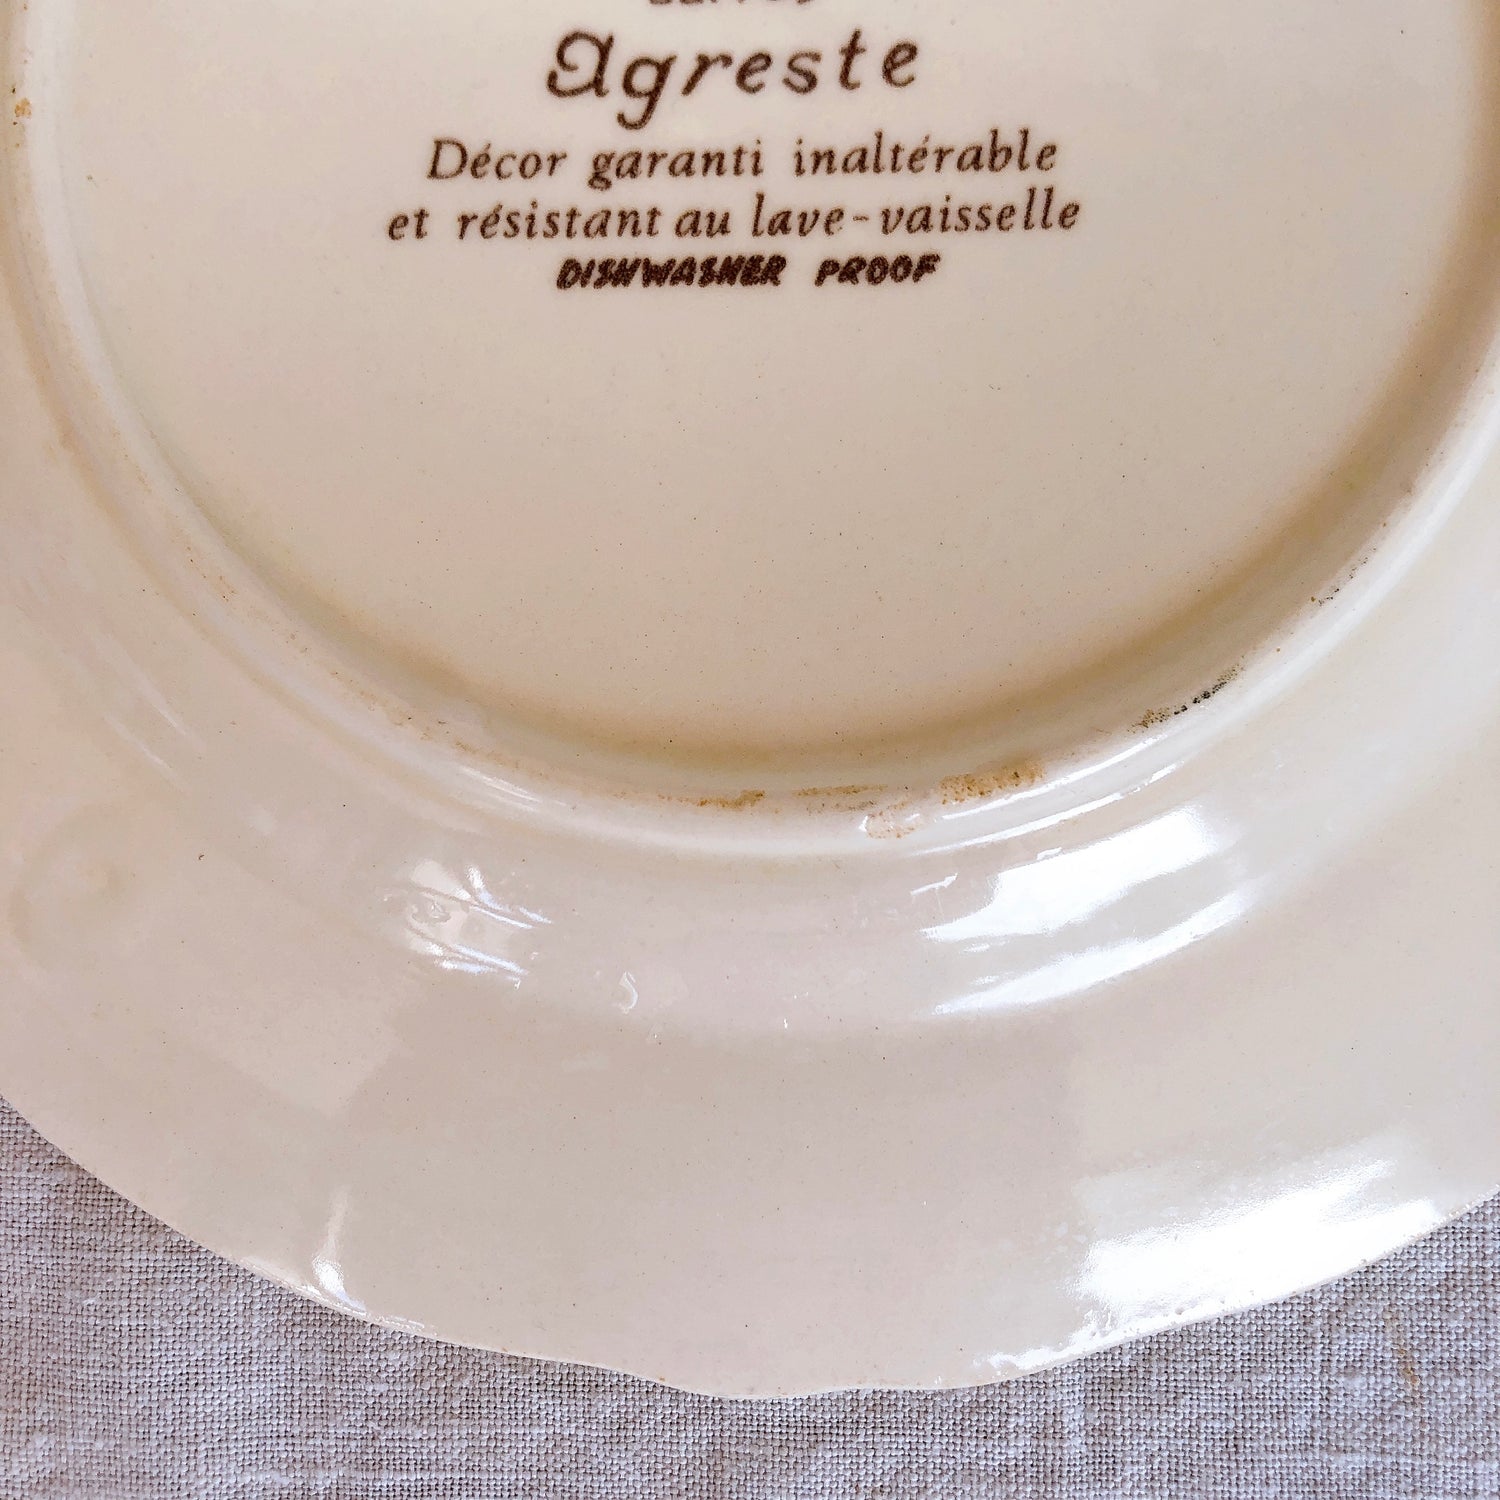 Agreste
Décor garanti inaltérable
et résistant au lave-vaisselle
DISHWASHER PROOF